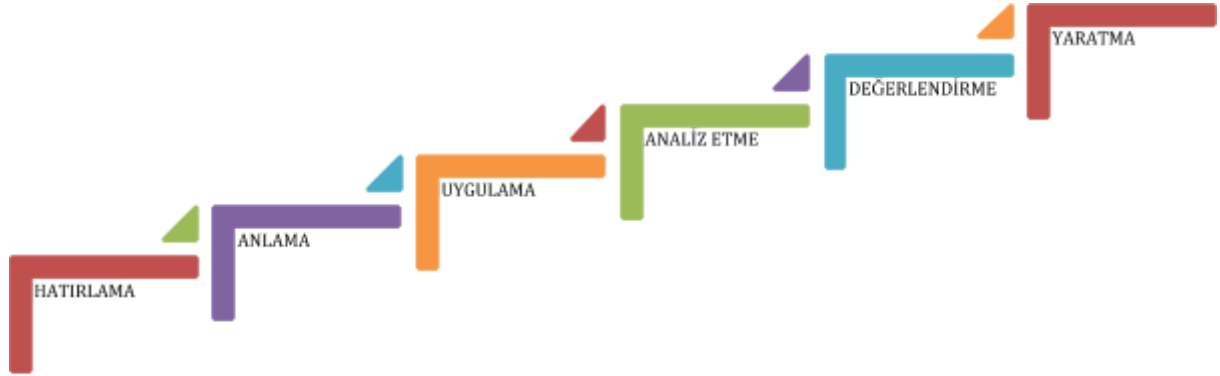 YARATMA
DEĞERLENDİRME
ANALİZ ETME
UYGULAMA
ANLAMA
HATIRLAMA